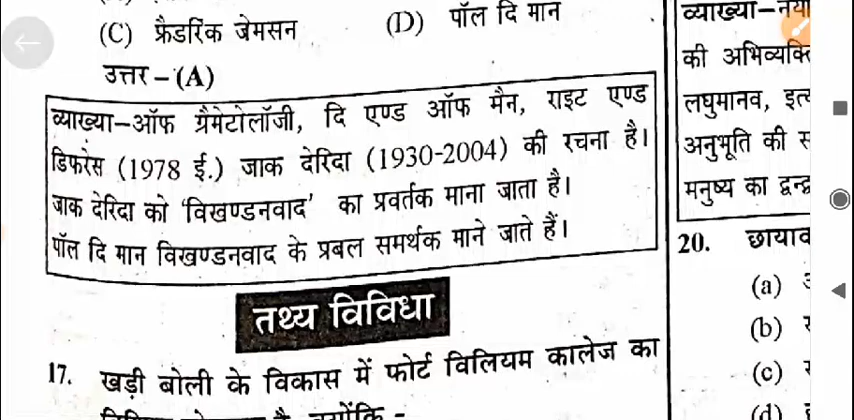 (C) फ्रैडरिक जेमसन
(D) पॉल दि मान
उत्तर – (A)
व्याख्या–ऑफ ग्रैमेटोलॉजी, दि एण्ड ऑफ मैन, राइट एण्ड
डिफरेंस (1978 ई.) जाक देरिदा (1930-2004) की रचना है।
जाक देरिदा को ‘विखण्डनवाद’ का प्रवर्तक माना जाता है।
पॉल दि मान विखण्डनवाद के प्रबल समर्थक माने जाते हैं।
तथ्य विविधा
17. खड़ी बोली के विकास में फोर्ट विलियम कालेज का
व्याख्या–नयी
की अभिव्यक्ति
लघुमानव,
अनुभूति की
मनुष्य का द्वन्द्व
20.
(a)
(b)
(c)
(d)